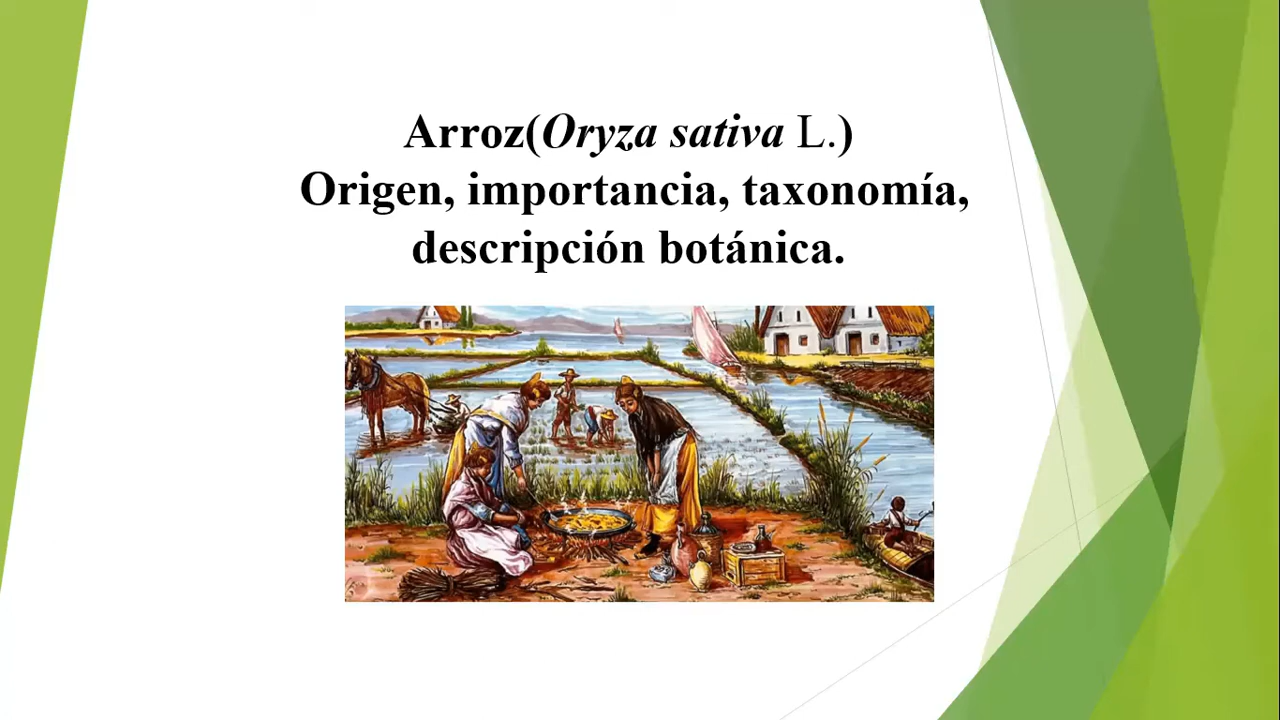 Arroz(Oryza sativa L.)
Origen, importancia, taxonomía,
descripción botánica.